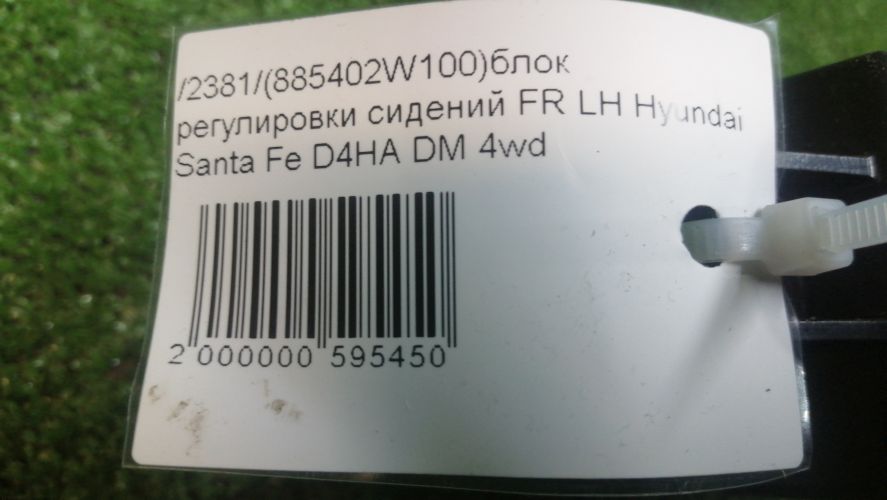 /2381/(885402W100)блок
регулировки сидений FR LH Hyundai
Santa Fe D4HA DM 4wd
2 000000 595450